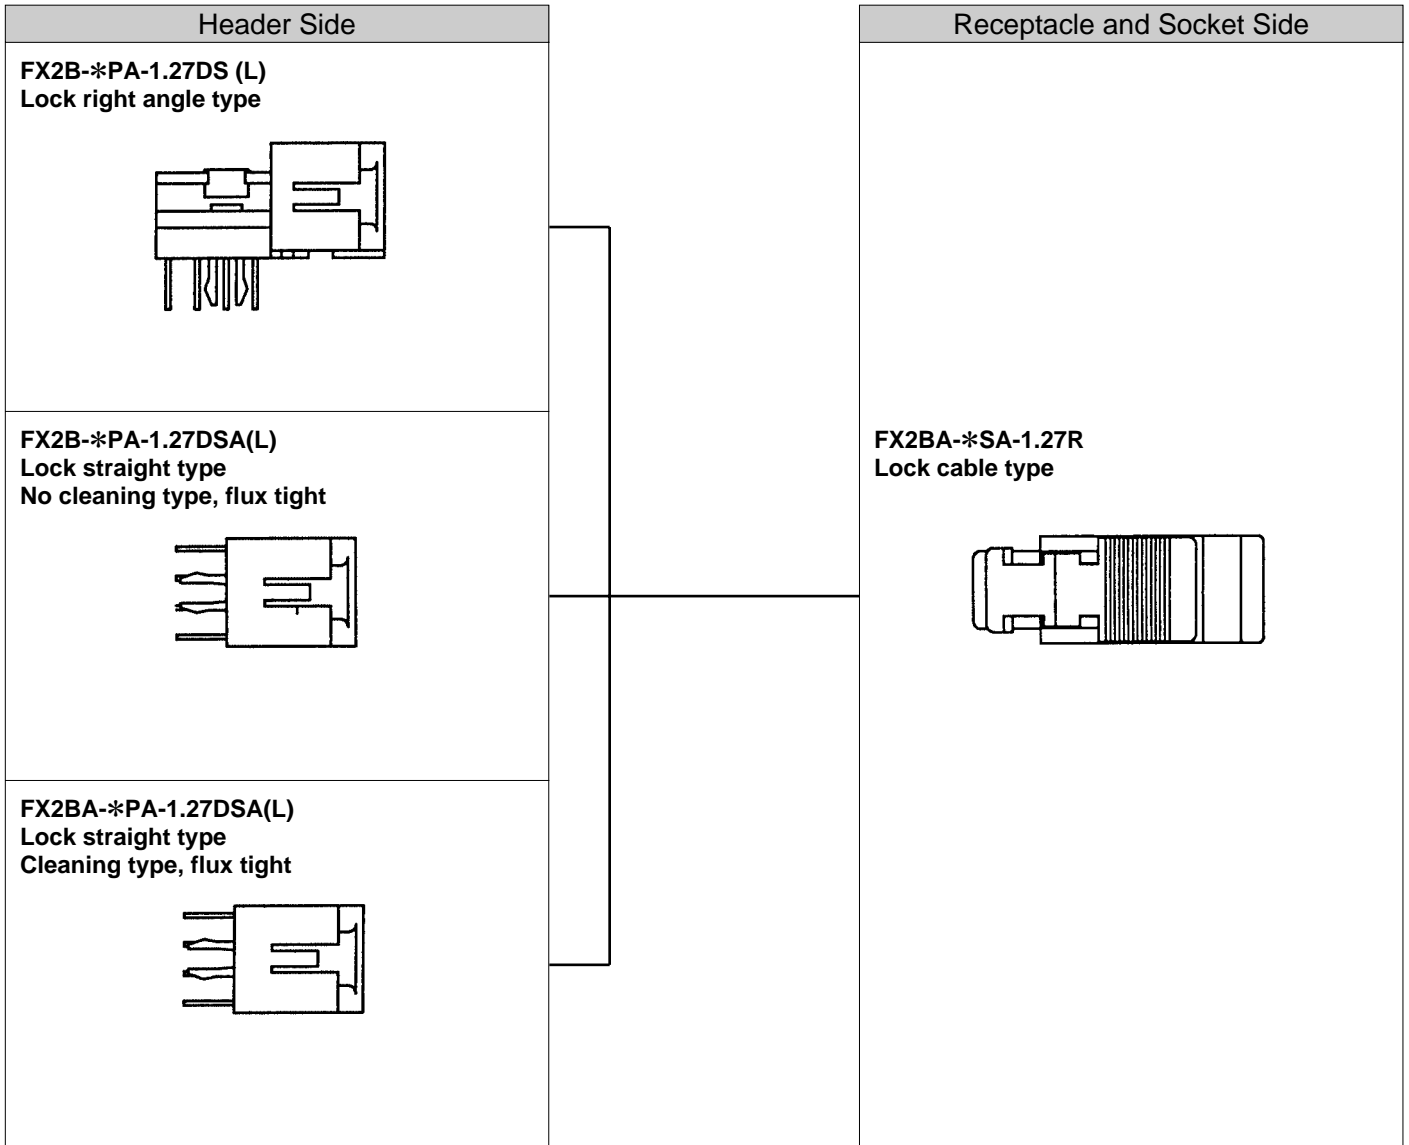 Header Side
Receptacle and Socket Side
FX2B-*PA-1.27DS (L)
Lock right angle type
FX2B-*PA-1.27DSA(L)
Lock straight type
No cleaning type, flux tight
FX2BA-*SA-1.27R
Lock cable type
FX2BA-*PA-1.27DSA(L)
Lock straight type
Cleaning type, flux tight